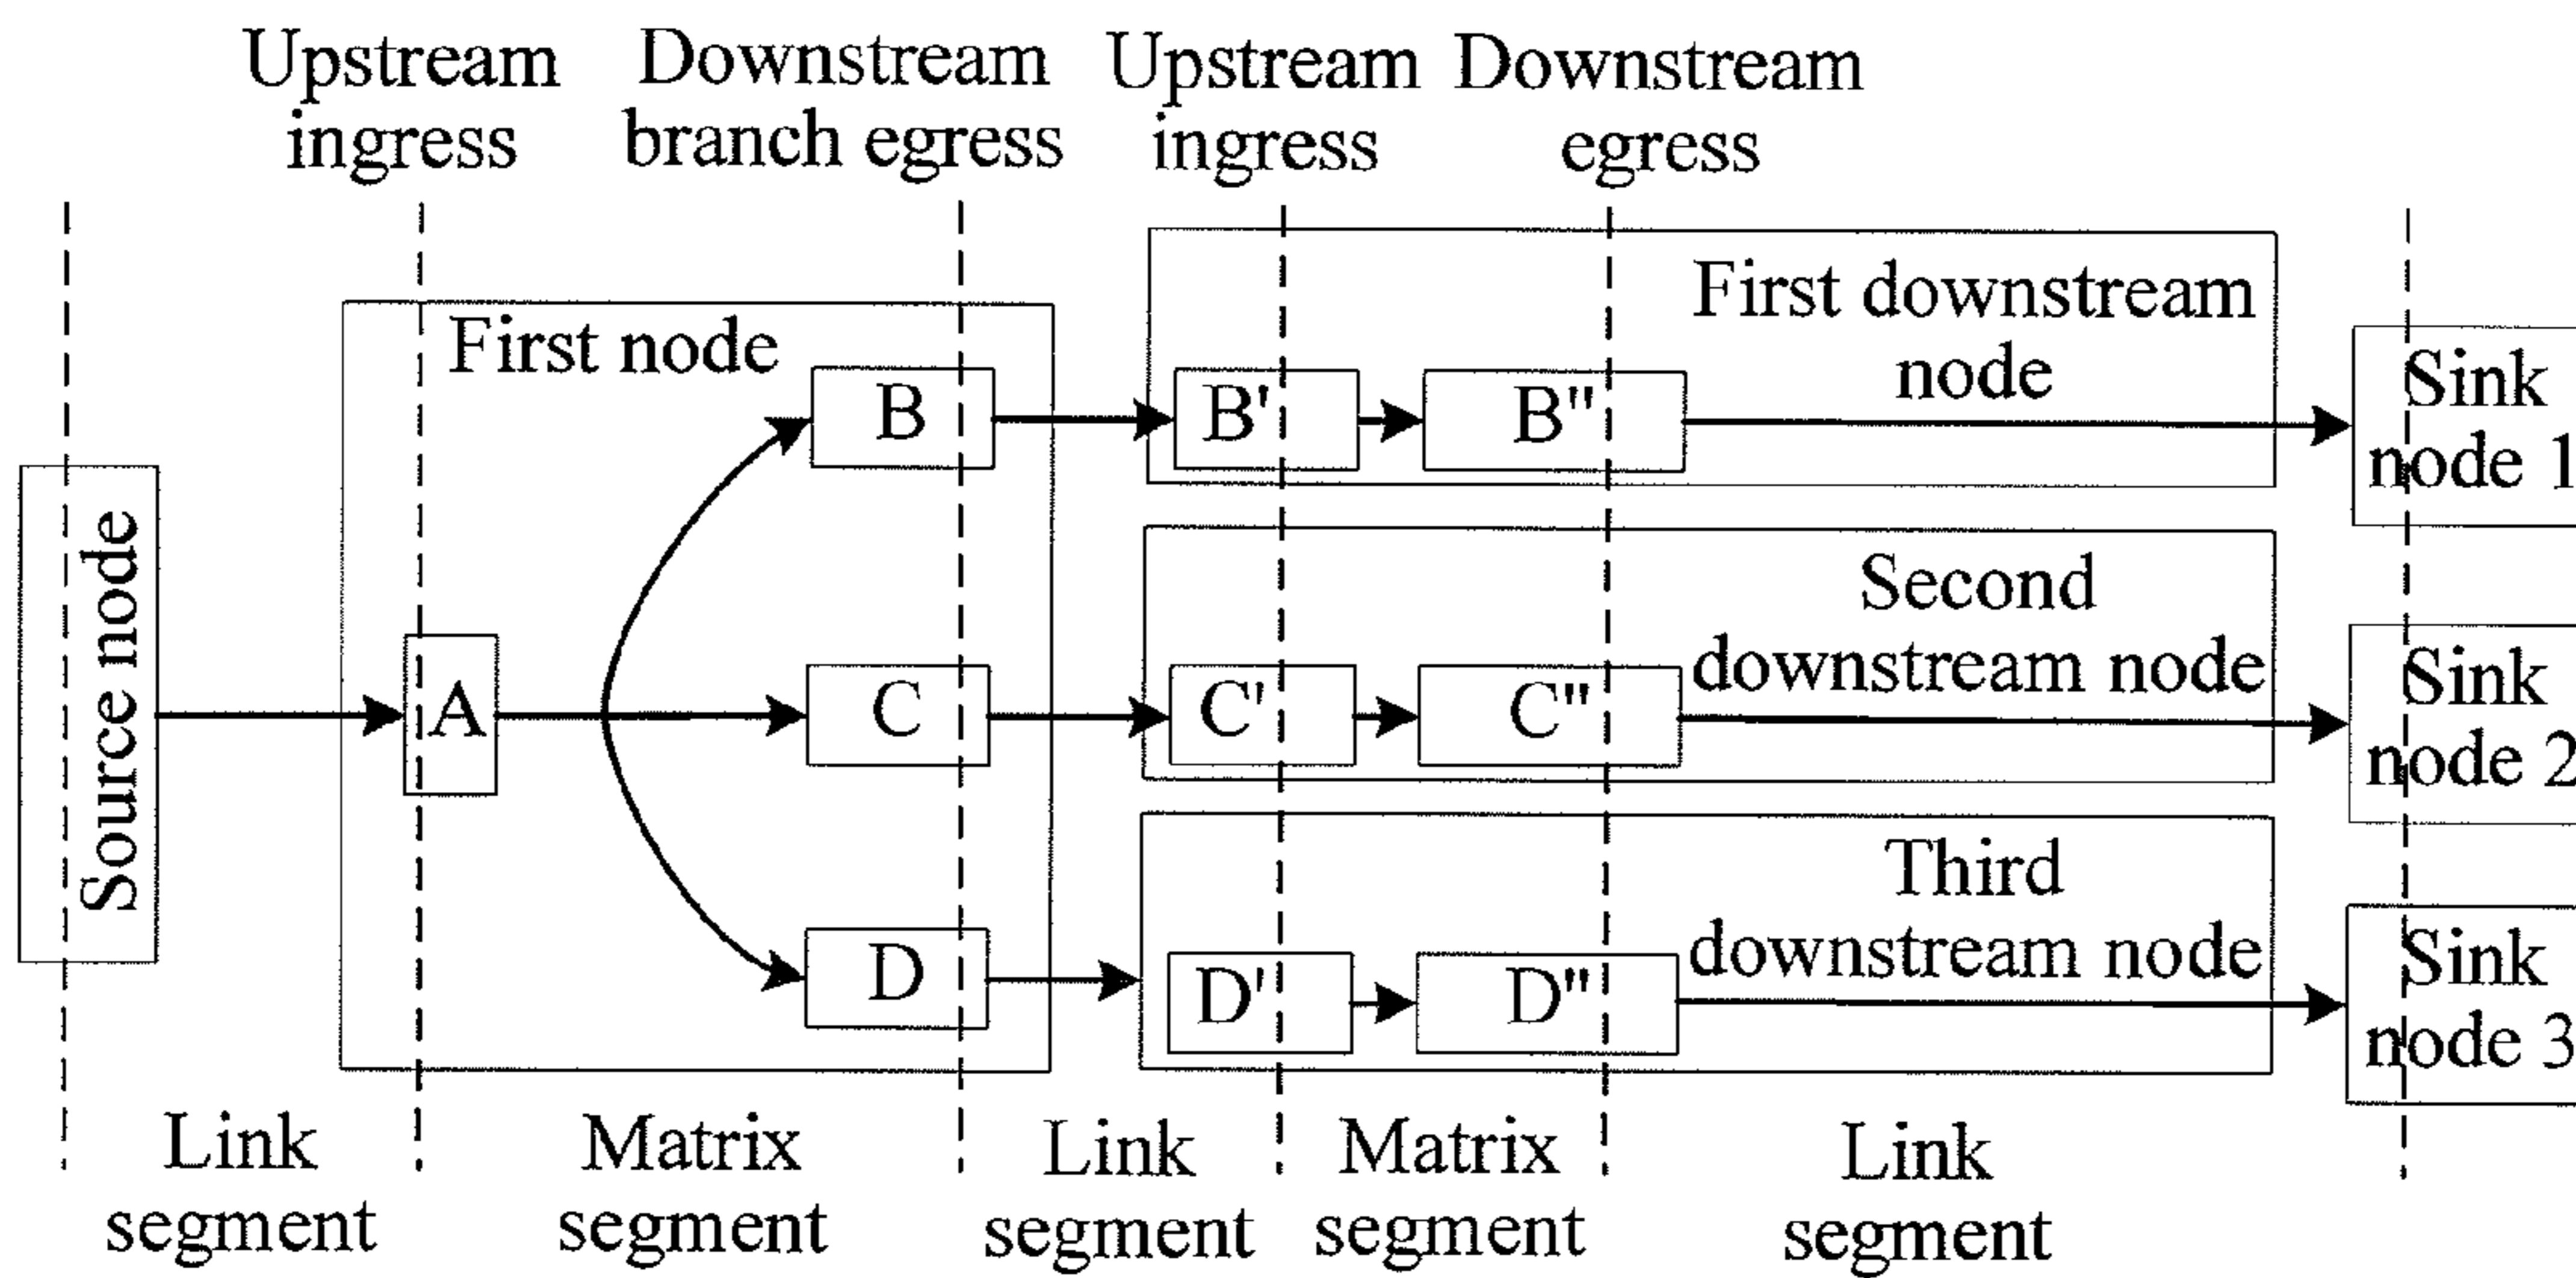 Upstream
ingress
Downstream
branch egress
Upstream
ingress
Downstream
egress
Source node
First node
A
B
C
D
First downstream
node
B'
B"
Second
downstream node
C'
C"
Third
downstream node
D'
D"
Sink
node 1
Sink
node 2
Sink
node 3
Link
segment
Matrix
segment
Link
segment
Matrix
segment
Link
segment